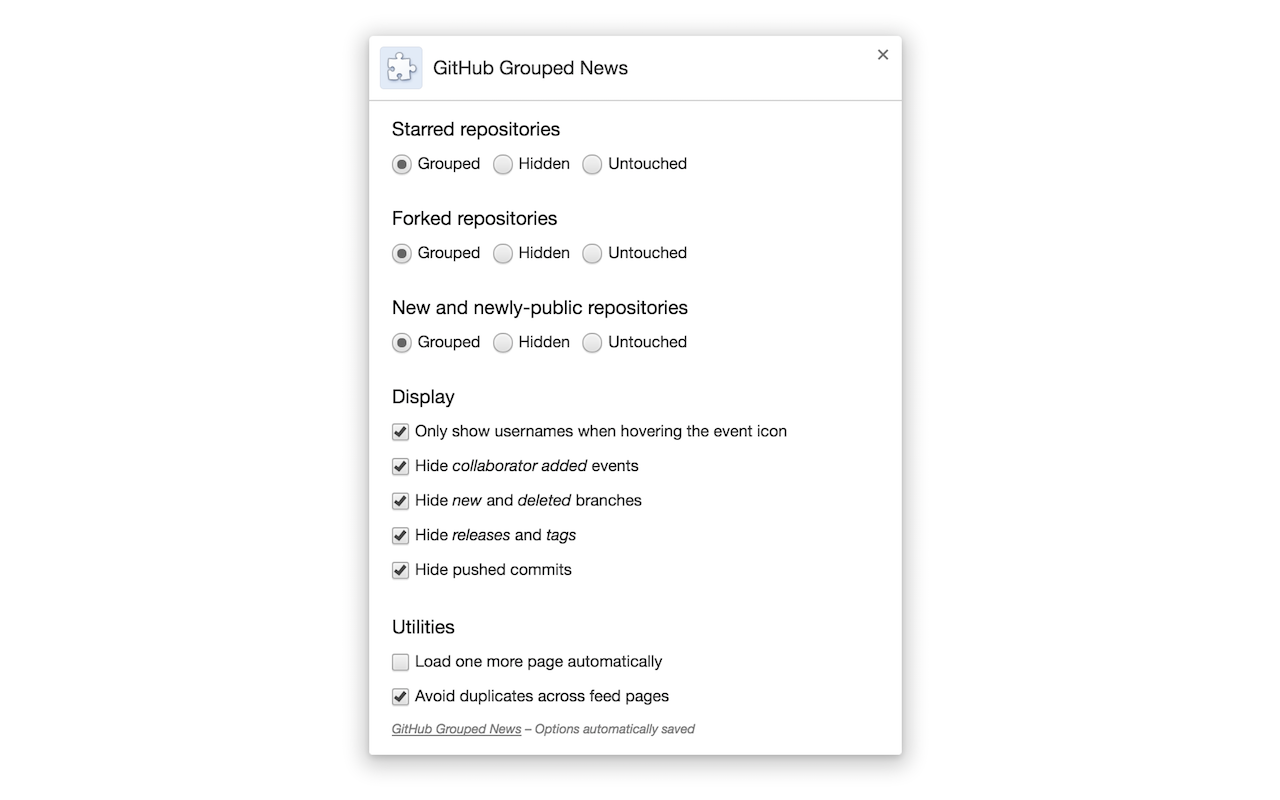 GitHub Grouped News
Starred repositories
Grouped Hidden Untouched
Forked repositories
Grouped Hidden Untouched
New and newly-public repositories
Grouped Hidden Untouched
Display
Only show usernames when hovering the event icon
Hide collaborator added events
Hide new and deleted branches
Hide releases and tags
Hide pushed commits
Utilities
Load one more page automatically
Avoid duplicates across feed pages
GitHub Grouped News – Options automatically saved